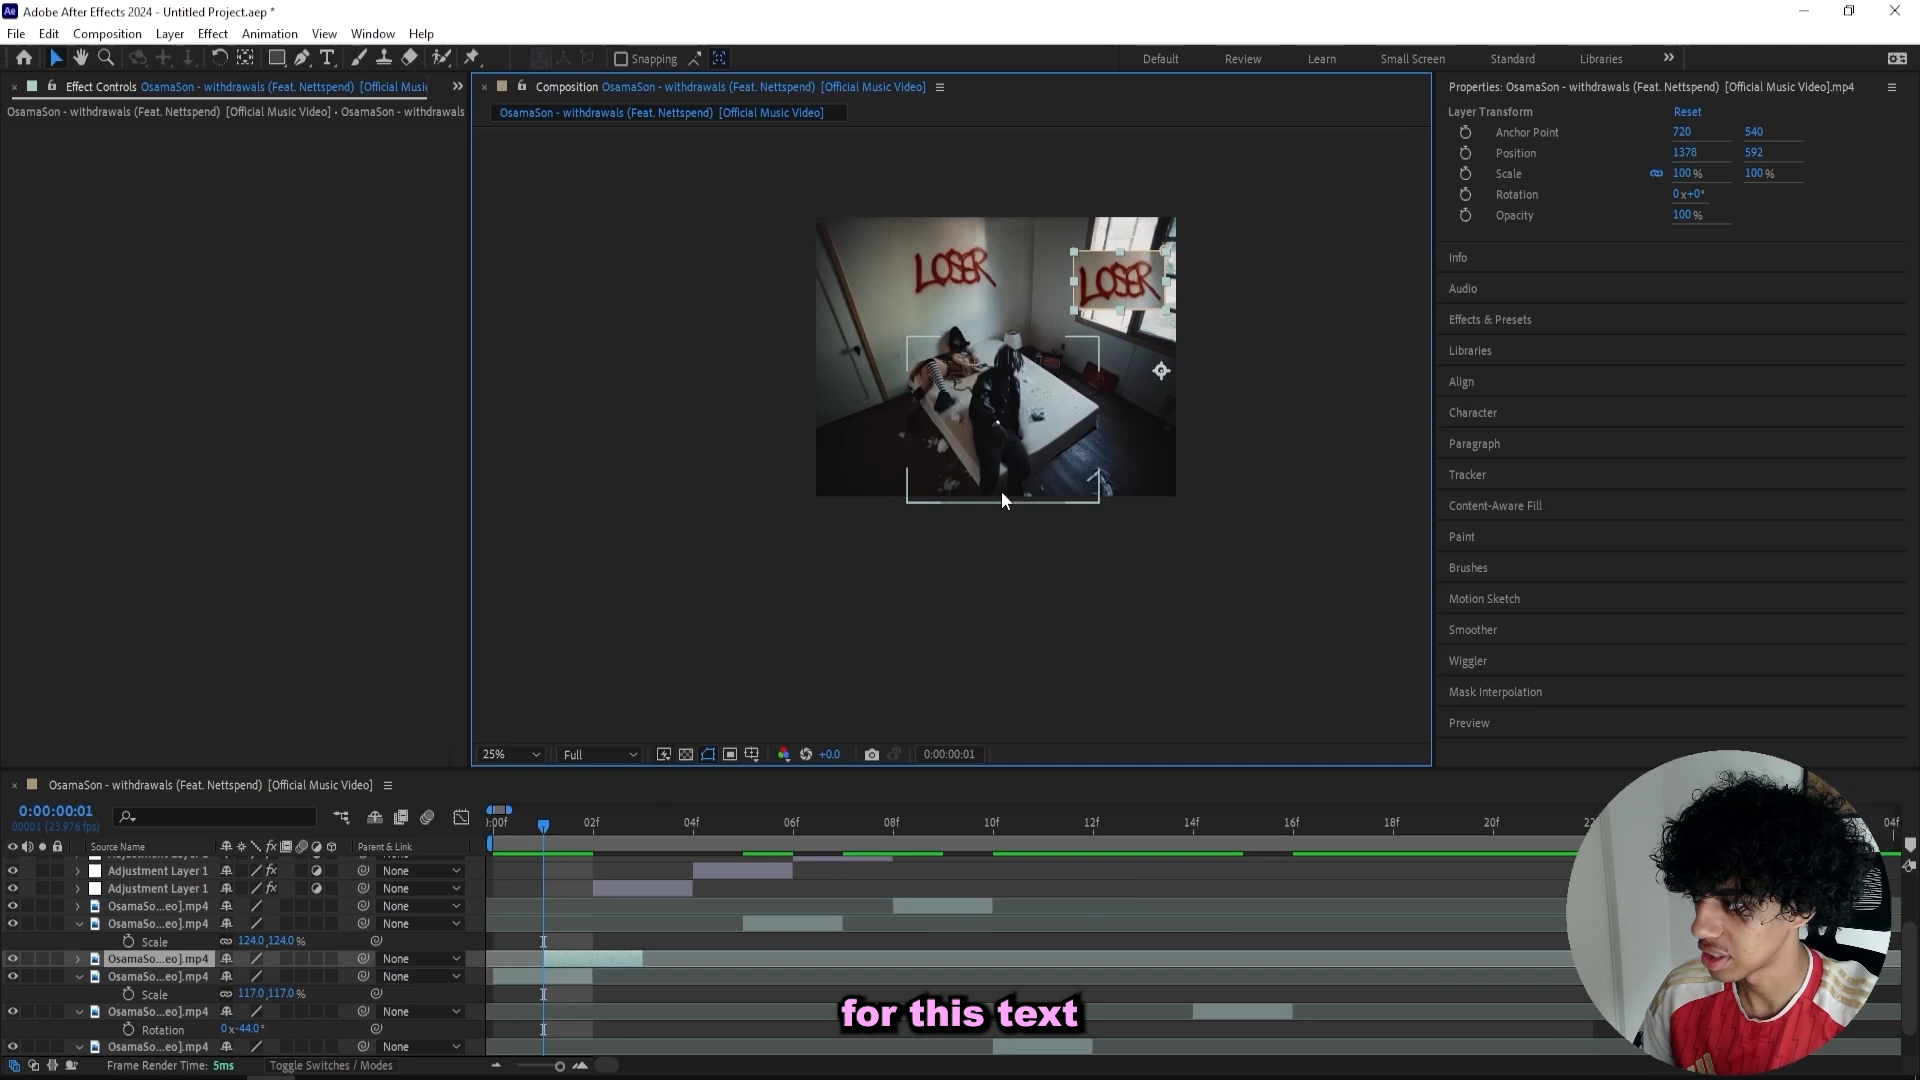 Ae Adobe After Effects 2024 - Untitled Project.aep *
File Edit Composition Layer Effect Animation View Window Help
Snapping
Default Review Learn Small Screen Standard Libraries
Effect Controls OsamaSon - withdrawals (Feat. Nettspend) [Official Musi
OsamaSon - withdrawals (Feat. Nettspend) [Official Music Video] • OsamaSon - withdrawals
Composition OsamaSon - withdrawals (Feat. Nettspend) [Official Music Video]
OsamaSon - withdrawals (Feat. Nettspend) [Official Music Video]
LOSER
LOSER
25% Full +0.0 0:00:00:01
Properties: OsamaSon - withdrawals (Feat. Nettspend) [Official Music Video].mp4
Layer Transform Reset
Anchor Point 720 540
Position 1378 592
Scale 100 % 100 %
Rotation 0x+0°
Opacity 100 %
Info
Audio
Effects & Presets
Libraries
Align
Character
Paragraph
Tracker
Content-Aware Fill
Paint
Brushes
Motion Sketch
Smoother
Wiggler
Mask Interpolation
Preview
OsamaSon - withdrawals (Feat. Nettspend) [Official Music Video]
0:00:00:01
00001 (23.976 fps)
):00f 02f 04f 06f 08f 10f 12f 14f 16f 18f 20f 04f
Source Name fx Parent & Link
Adjustment Layer 1 fx None
Adjustment Layer 1 fx None
OsamaSo...eo].mp4 None
OsamaSo...eo].mp4 None
Scale 124.0,124.0 %
OsamaSo...eo].mp4 None
OsamaSo...eo].mp4 None
Scale 117.0,117.0 %
OsamaSo...eo].mp4 None
Rotation 0x-44.0°
OsamaSo...eo].mp4 None
Frame Render Time: 5ms Toggle Switches / Modes
for this text